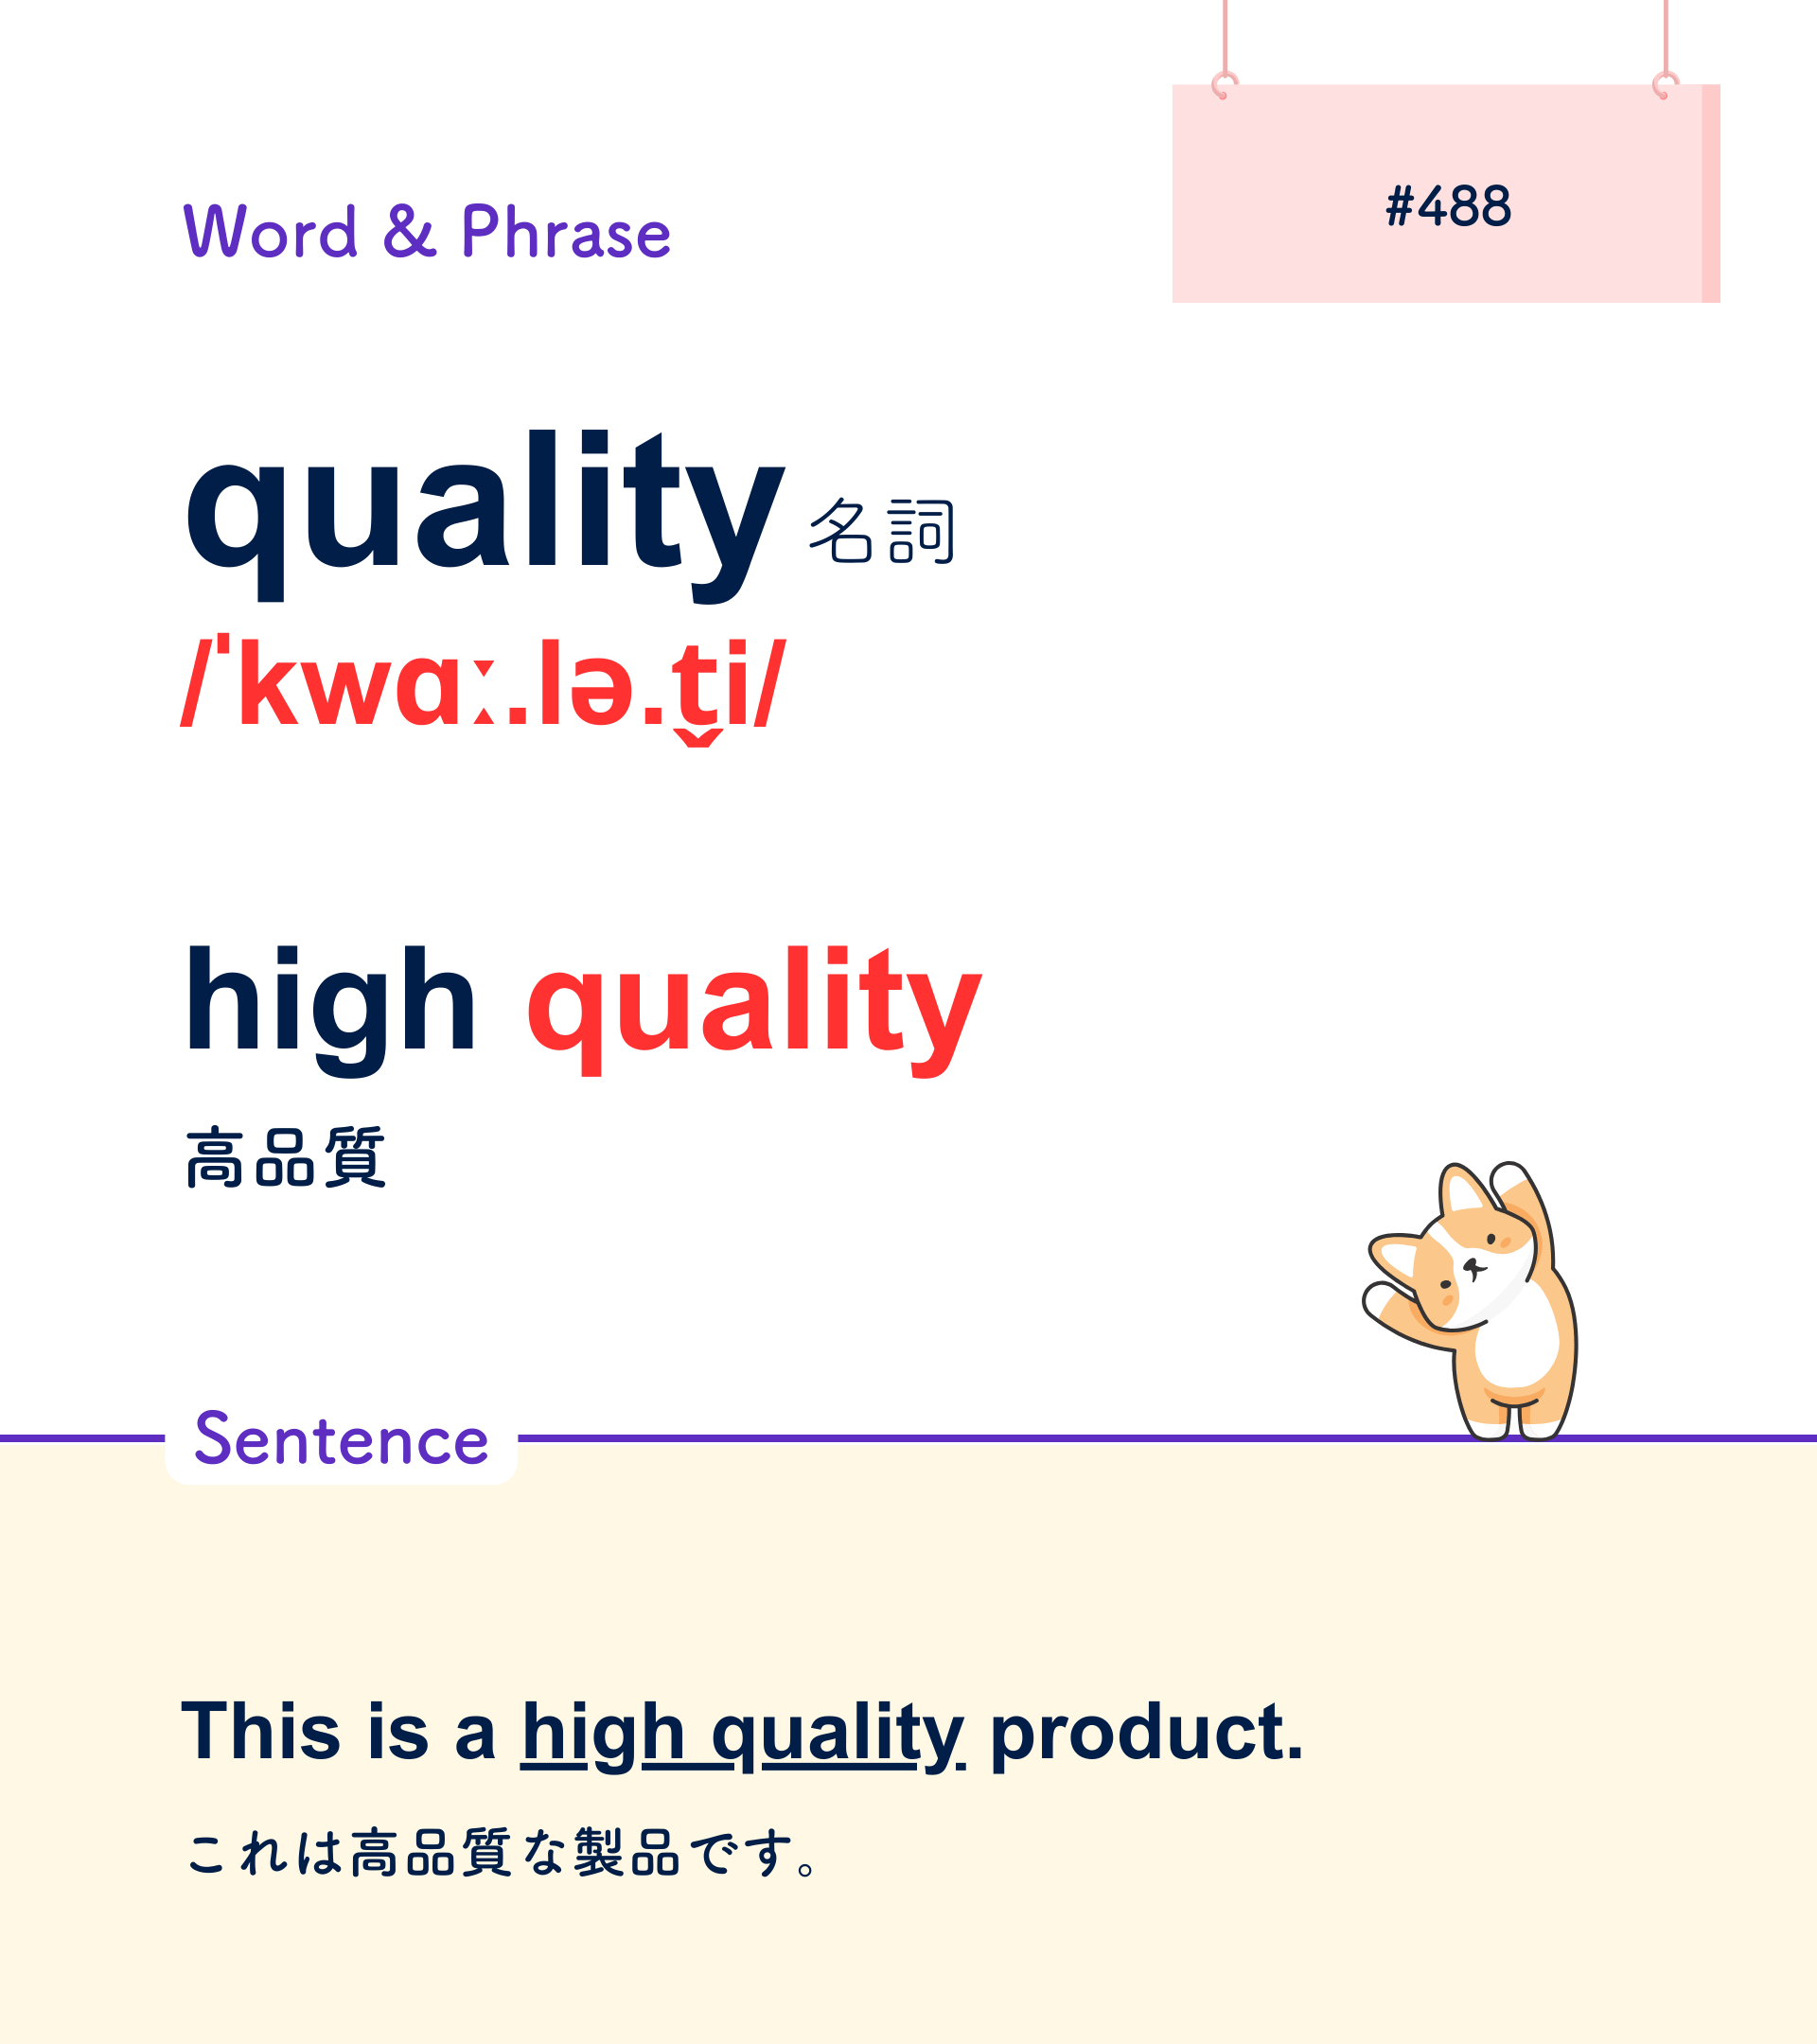 #488
Word & Phrase
quality 名詞
/ˈkwɑː.lə.t̬i/
high quality
高品質
Sentence
This is a high quality product.
これは高品質な製品です。